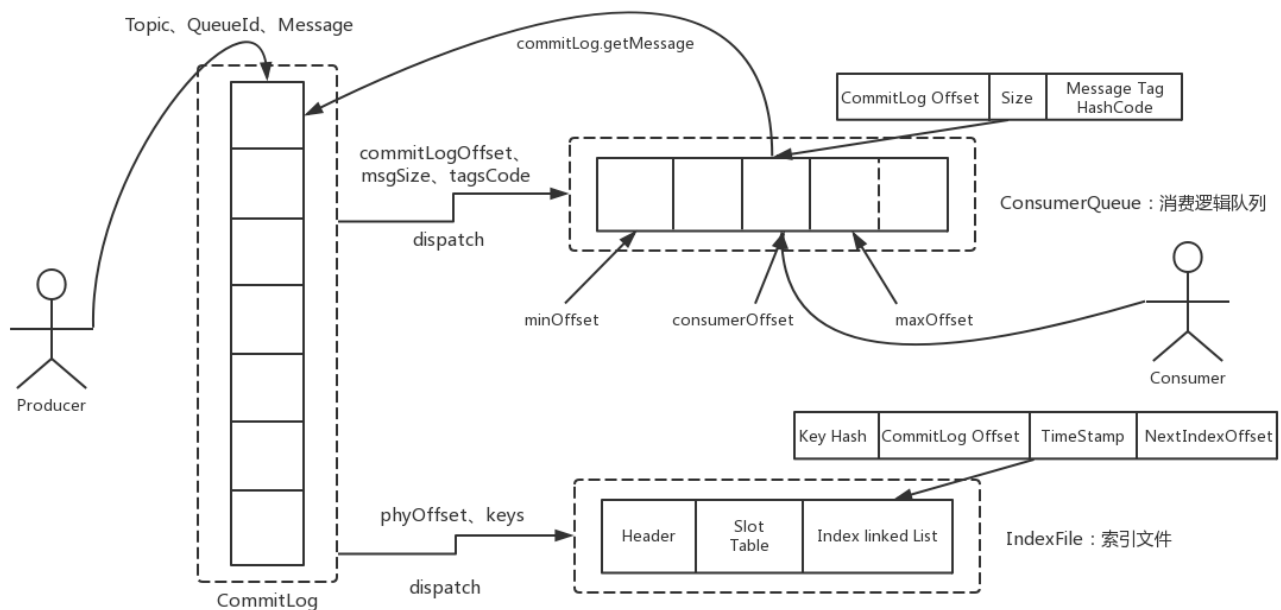 Topic、QueueId、Message
commitLog.getMessage
CommitLog Offset
Size
Message Tag
HashCode
commitLogOffset、
msgSize、tagsCode
dispatch
ConsumerQueue：消费逻辑队列
minOffset
consumerOffset
maxOffset
Producer
Consumer
Key Hash
CommitLog Offset
TimeStamp
NextIndexOffset
phyOffset、keys
dispatch
Header
Slot
Table
Index linked List
IndexFile：索引文件
CommitLog